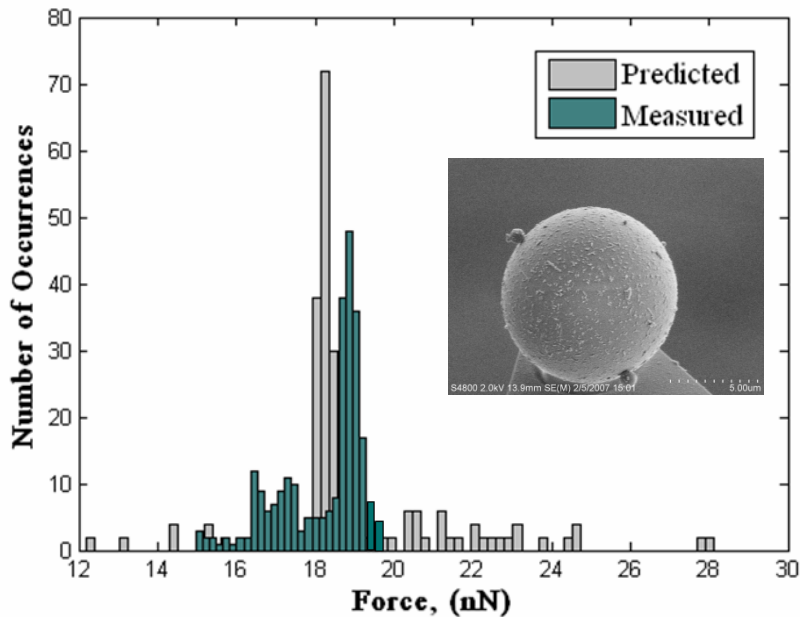 80
70
60
50
40
30
20
10
0
Number of Occurrences
Predicted
Measured
S4800 2.0kV 13.9mm SE(M) 2/5/2007 15:01 5.00um
12 14 16 18 20 22 24 26 28 30
Force, (nN)